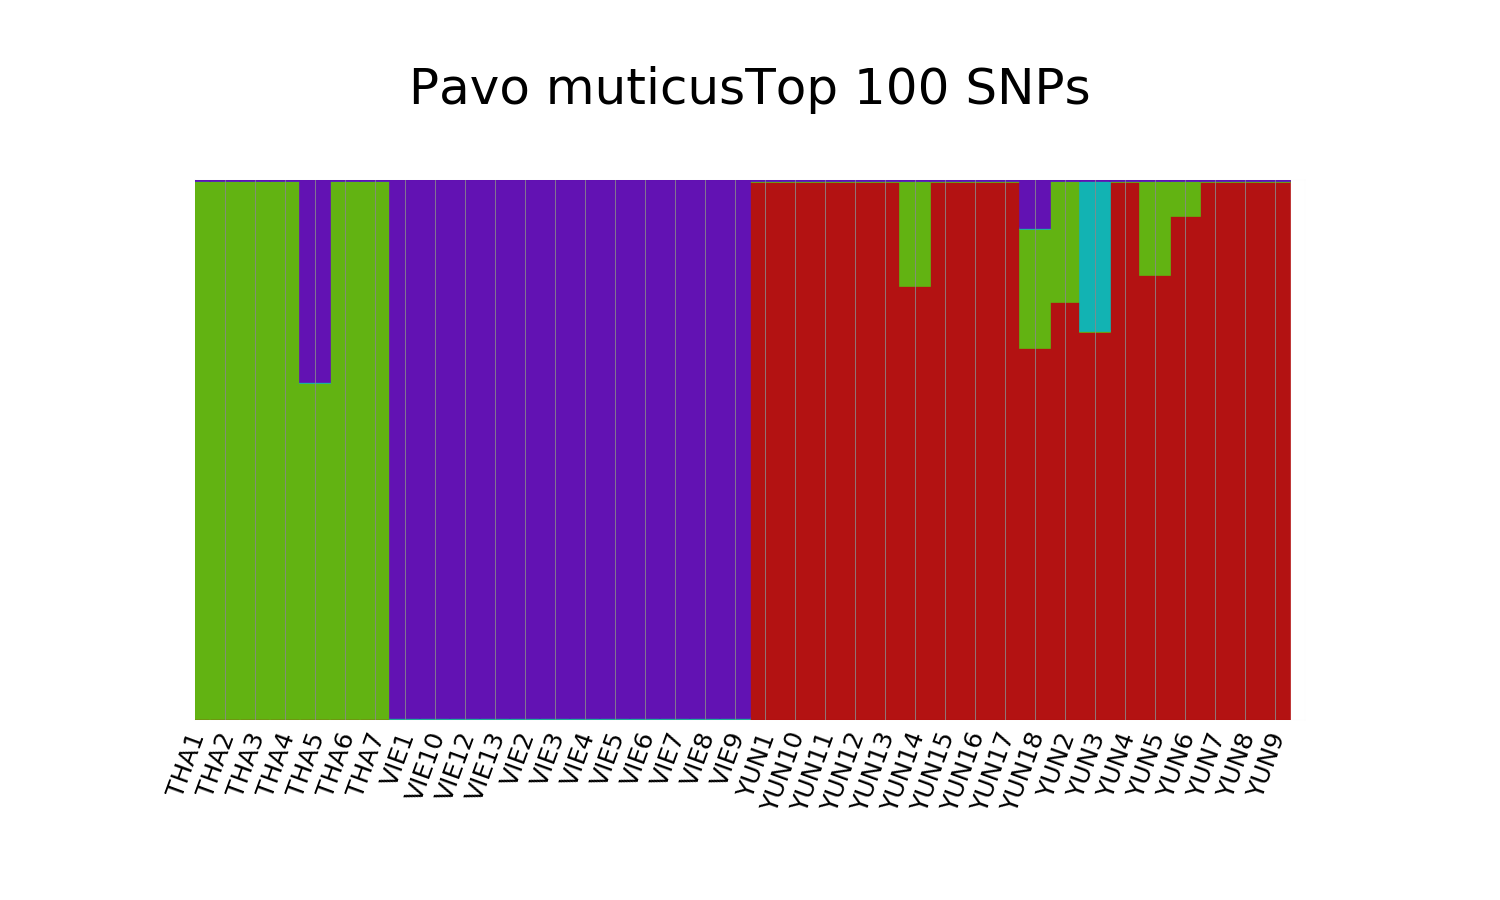 Pavo muticusTop 100 SNPs
THA1
THA2
THA3
THA4
THA5
THA6
THA7
VIE1
VIE10
VIE12
VIE13
VIE2
VIE3
VIE4
VIE5
VIE6
VIE7
VIE8
VIE9
YUN1
YUN10
YUN11
YUN12
YUN13
YUN14
YUN15
YUN16
YUN17
YUN18
YUN2
YUN3
YUN4
YUN5
YUN6
YUN7
YUN8
YUN9